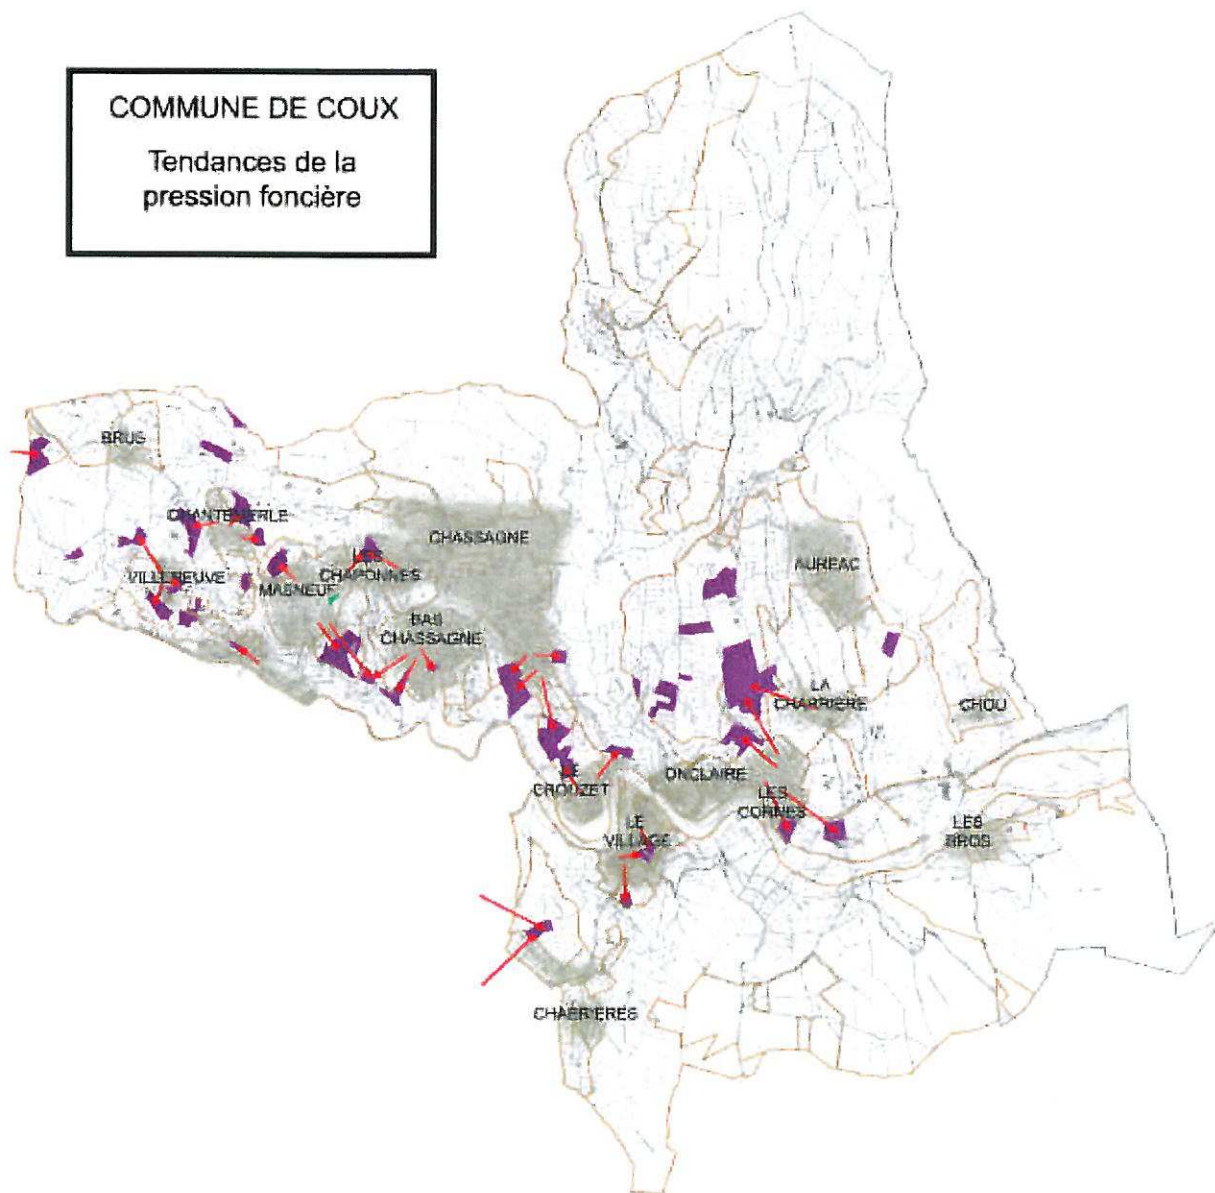 COMMUNE DE COUX
Tendances de la
pression foncière
BRUS
CHANTEMERLE
CHASSAGNE
LES
CHAPONNES
VILLENEUVE
MASNEUF
AUREAC
BAS
CHASSAGNE
LA
CHARRIERE
CHOU
ONCLAIRE
LE
CROUZET
LES
CORNES
LE
VILLAGE
LES
BROS